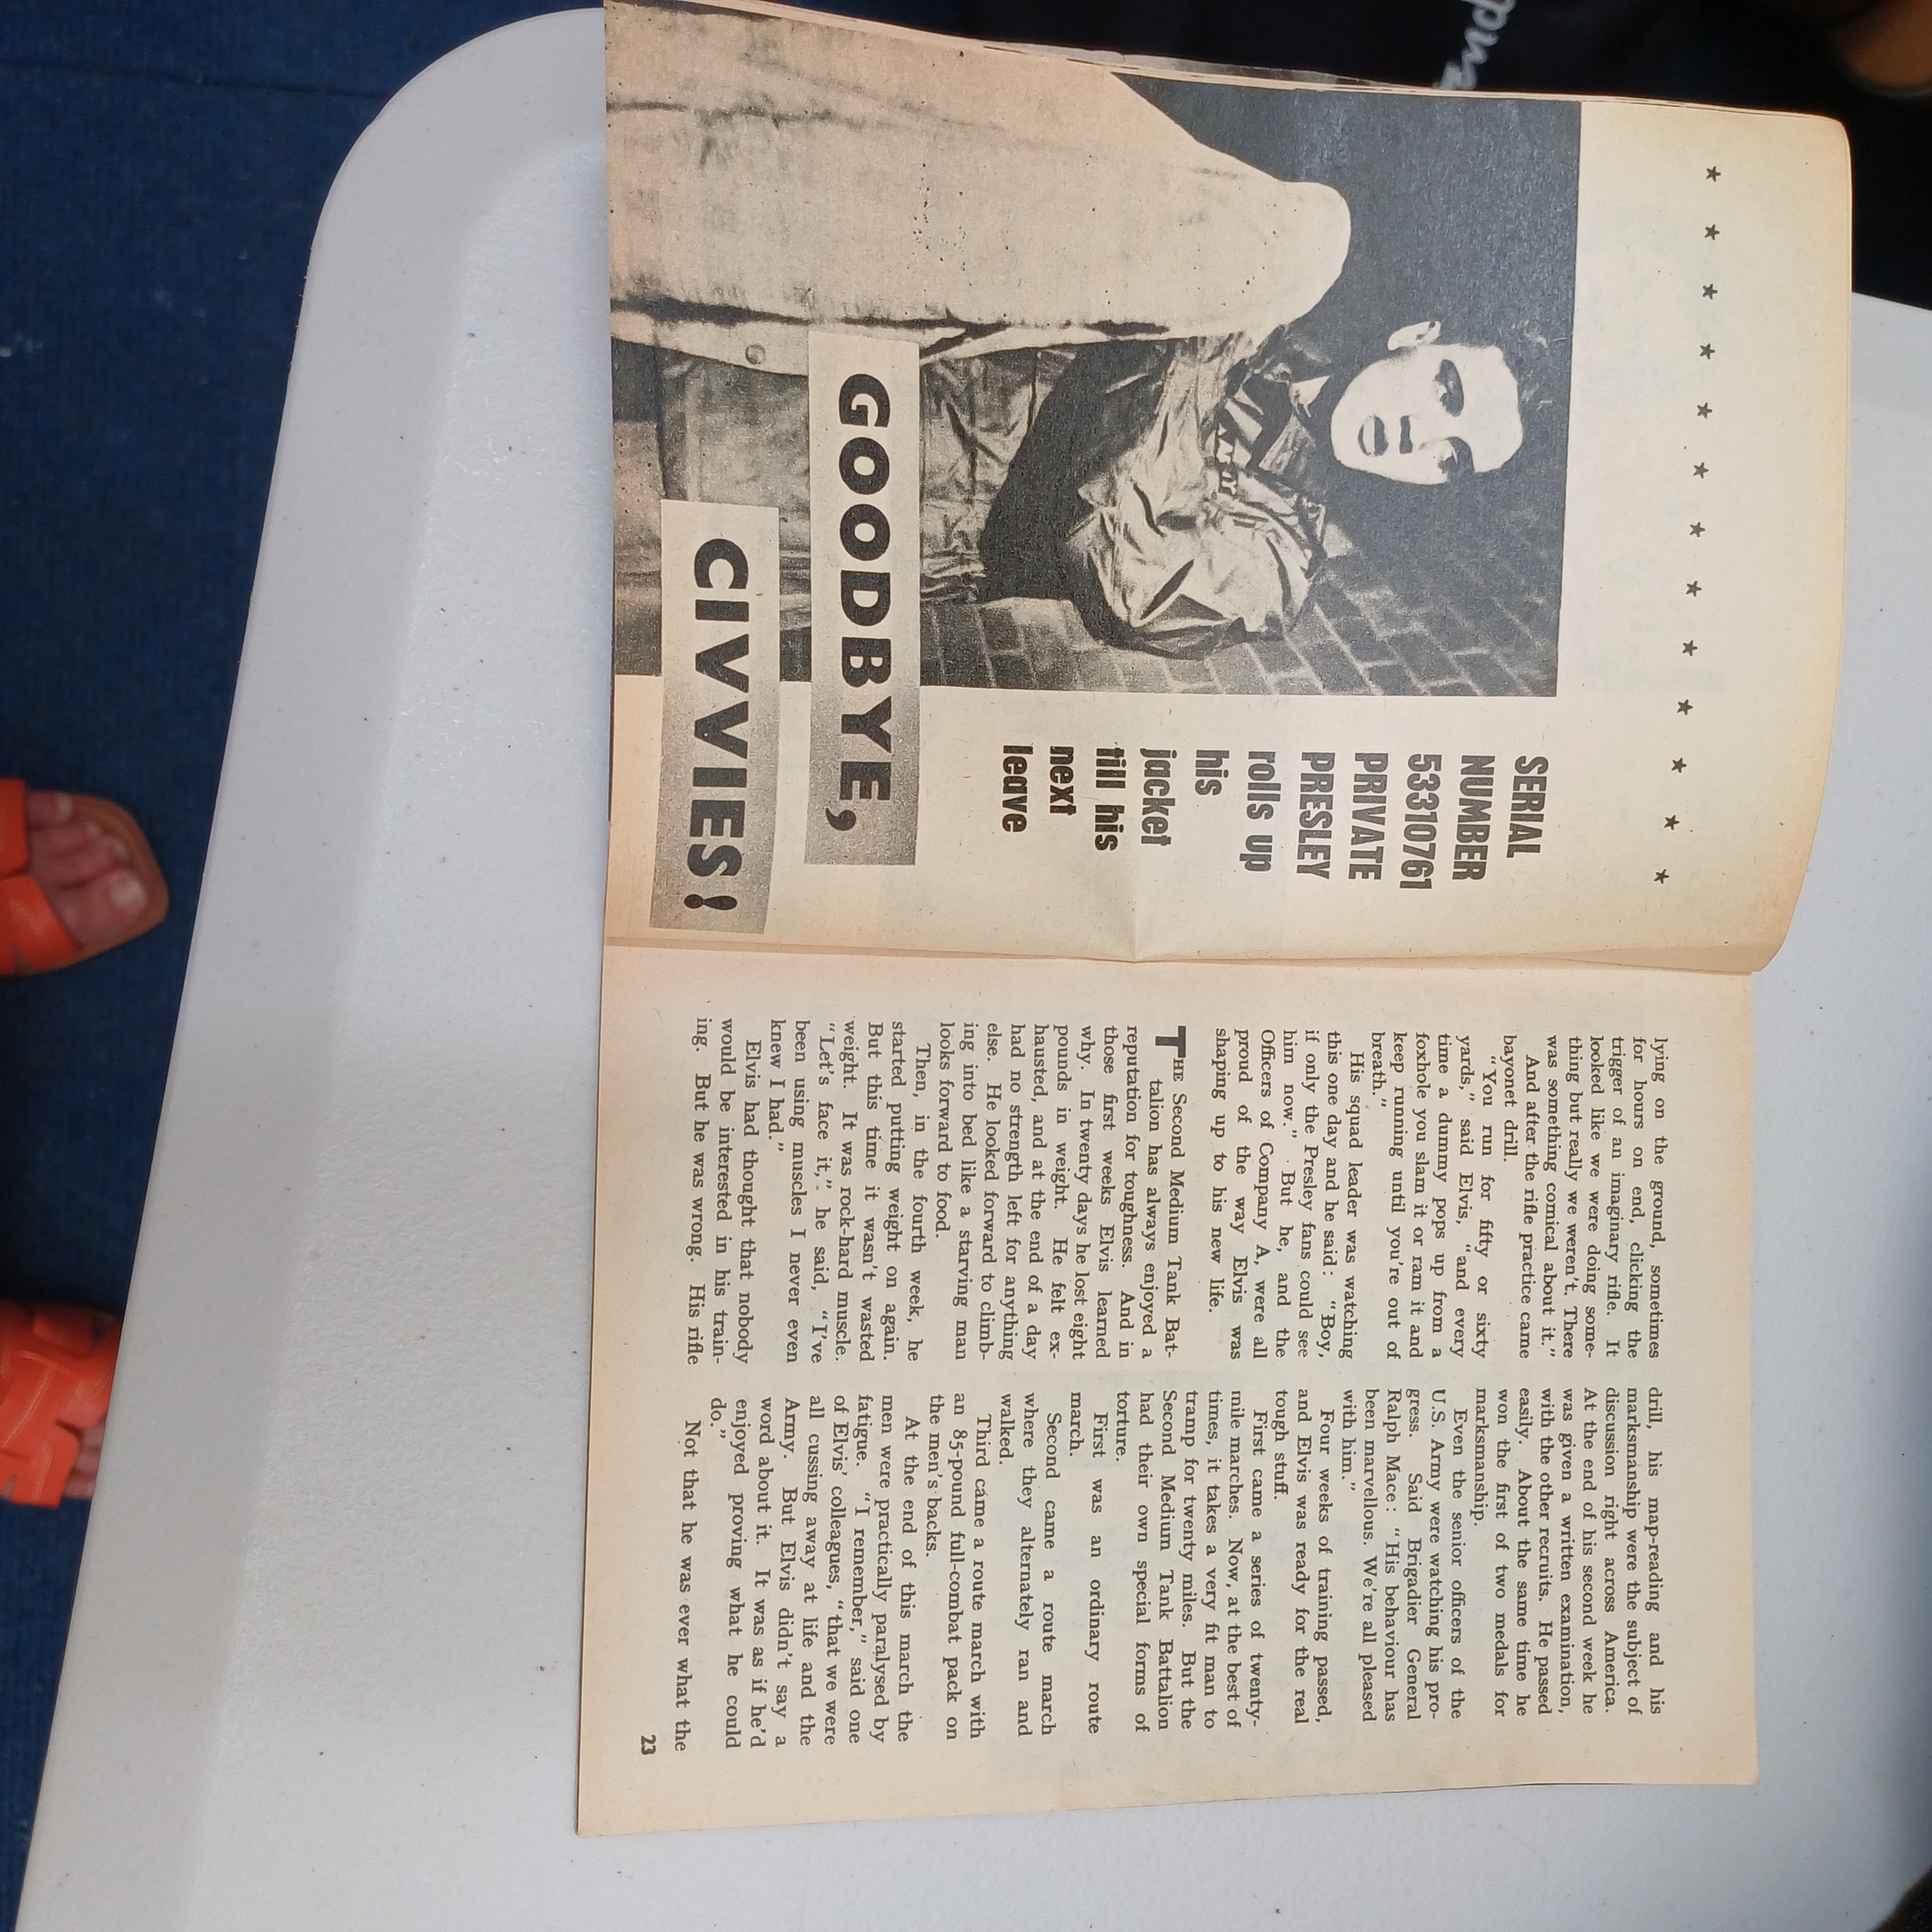 SERIAL
NUMBER
53310761
PRIVATE
PRESLEY
rolls up
his
jacket
till his
next
leave
GOODBYE,
CIVVIES!
lying on the ground, sometimes
for hours on end, clicking the
trigger of an imaginary rifle. It
looked like we were doing some-
thing but really we weren't. There
was something comical about it."
And after the rifle practice came
bayonet drill.
"You run for fifty or sixty
yards," said Elvis, "and every
time a dummy pops up from a
foxhole you slam it or ram it and
keep running until you're out of
breath."
His squad leader was watching
this one day and he said: "Boy,
if only the Presley fans could see
him now." But he, and the
Officers of Company A, were all
proud of the way Elvis was
shaping up to his new life.
THE Second Medium Tank Bat-
talion has always enjoyed a
reputation for toughness. And in
those first weeks Elvis learned
why. In twenty days he lost eight
pounds in weight. He felt ex-
hausted, and at the end of a day
had no strength left for anything
else. He looked forward to climb-
ing into bed like a starving man
looks forward to food.
Then, in the fourth week, he
started putting weight on again.
But this time it wasn't wasted
weight. It was rock-hard muscle.
"Let's face it," he said, "I've
been using muscles I never even
knew I had."
Elvis had thought that nobody
would be interested in his train-
ing. But he was wrong. His rifle
drill, his map-reading and his
marksmanship were the subject of
discussion right across America.
At the end of his second week he
was given a written examination,
with the other recruits. He passed
easily. About the same time he
won the first of two medals for
marksmanship.
Even the senior officers of the
U.S. Army were watching his pro-
gress. Said Brigadier General
Ralph Mace: "His behaviour has
been marvellous. We're all pleased
with him."
Four weeks of training passed,
and Elvis was ready for the real
tough stuff.
First came a series of twenty-
mile marches. Now, at the best of
times, it takes a very fit man to
tramp for twenty miles. But the
Second Medium Tank Battalion
had their own special forms of
torture.
First was an ordinary route
march.
Second came a route march
where they alternately ran and
walked.
Third came a route march with
an 85-pound full-combat pack on
the men's backs.
At the end of this march the
men were practically paralysed by
fatigue. "I remember," said one
of Elvis' colleagues, "that we were
all cussing away at life and the
Army. But Elvis didn't say a
word about it. It was as if he'd
enjoyed proving what he could
do."
Not that he was ever what the
23